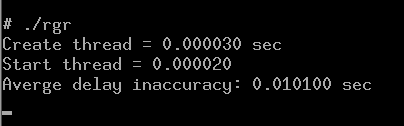 # ./rgr
Create thread = 0.000030 sec
Start thread = 0.000020
Averge delay inaccuracy: 0.010100 sec